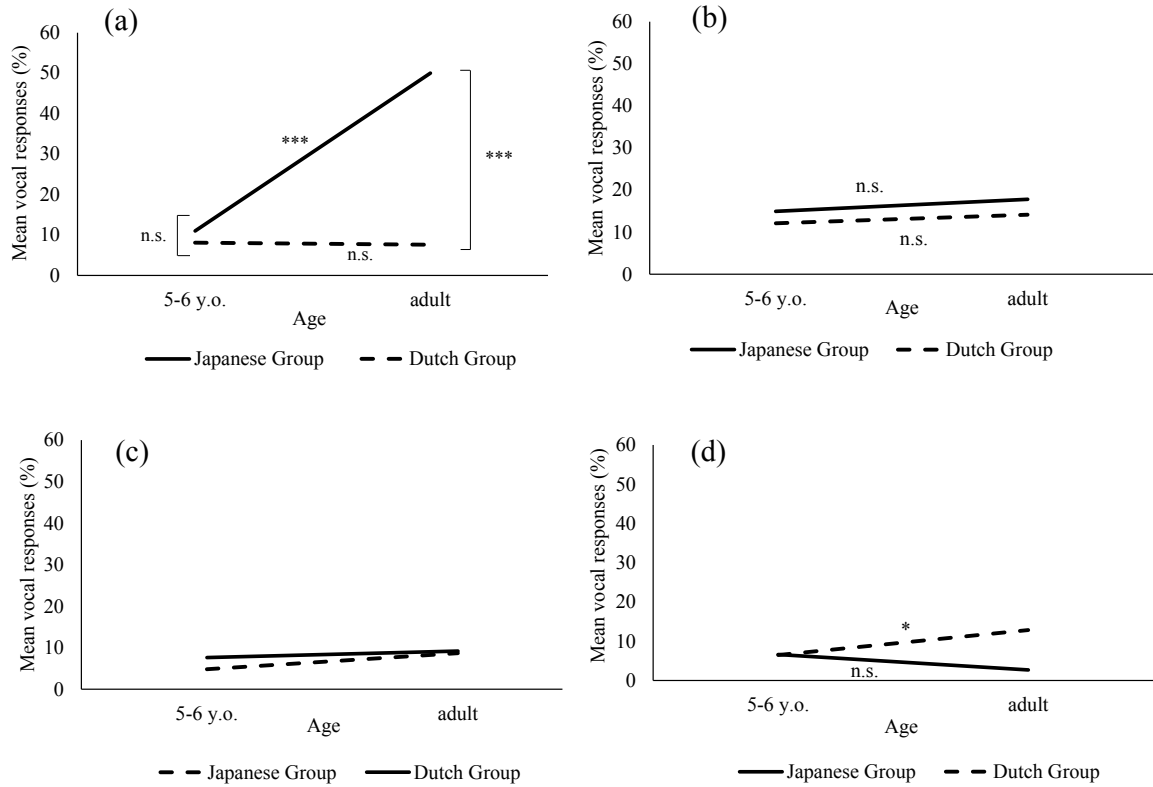 (a)
Mean vocal responses (%)
60
50
40
30
20
10
0
***
***
n.s.
n.s.
5-6 y.o.
adult
Age
Japanese Group
Dutch Group
(b)
Mean vocal responses (%)
60
50
40
30
20
10
0
n.s.
n.s.
5-6 y.o.
adult
Age
Japanese Group
Dutch Group
(c)
Mean vocal responses (%)
60
50
40
30
20
10
0
5-6 y.o.
adult
Age
Japanese Group
Dutch Group
(d)
Mean vocal responses (%)
60
50
40
30
20
10
0
*
n.s.
5-6 y.o.
adult
Age
Japanese Group
Dutch Group